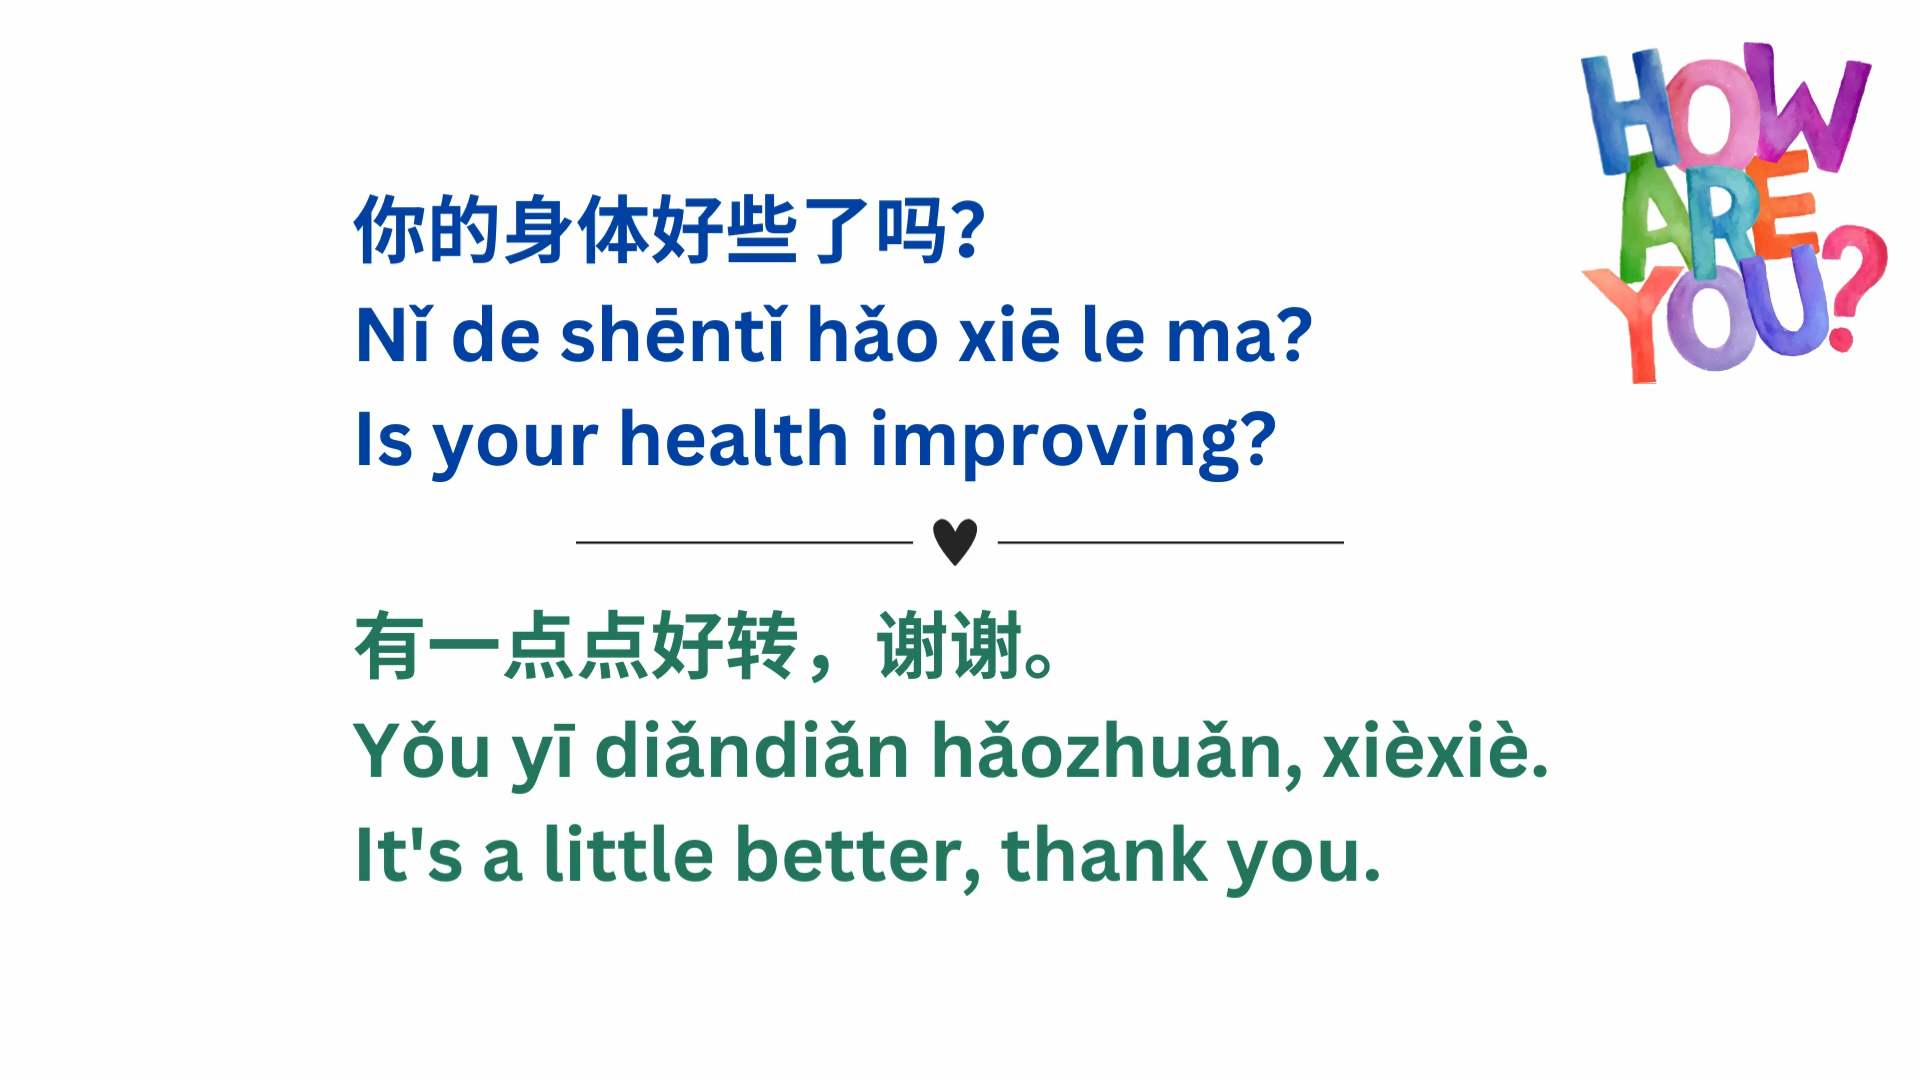 HOW
ARE
YOU?
你的身体好些了吗?
Nǐ de shēntǐ hǎo xiē le ma?
Is your health improving?
有一点点好转，谢谢。
Yǒu yī diǎndiǎn hǎozhuǎn, xièxiè.
It's a little better, thank you.